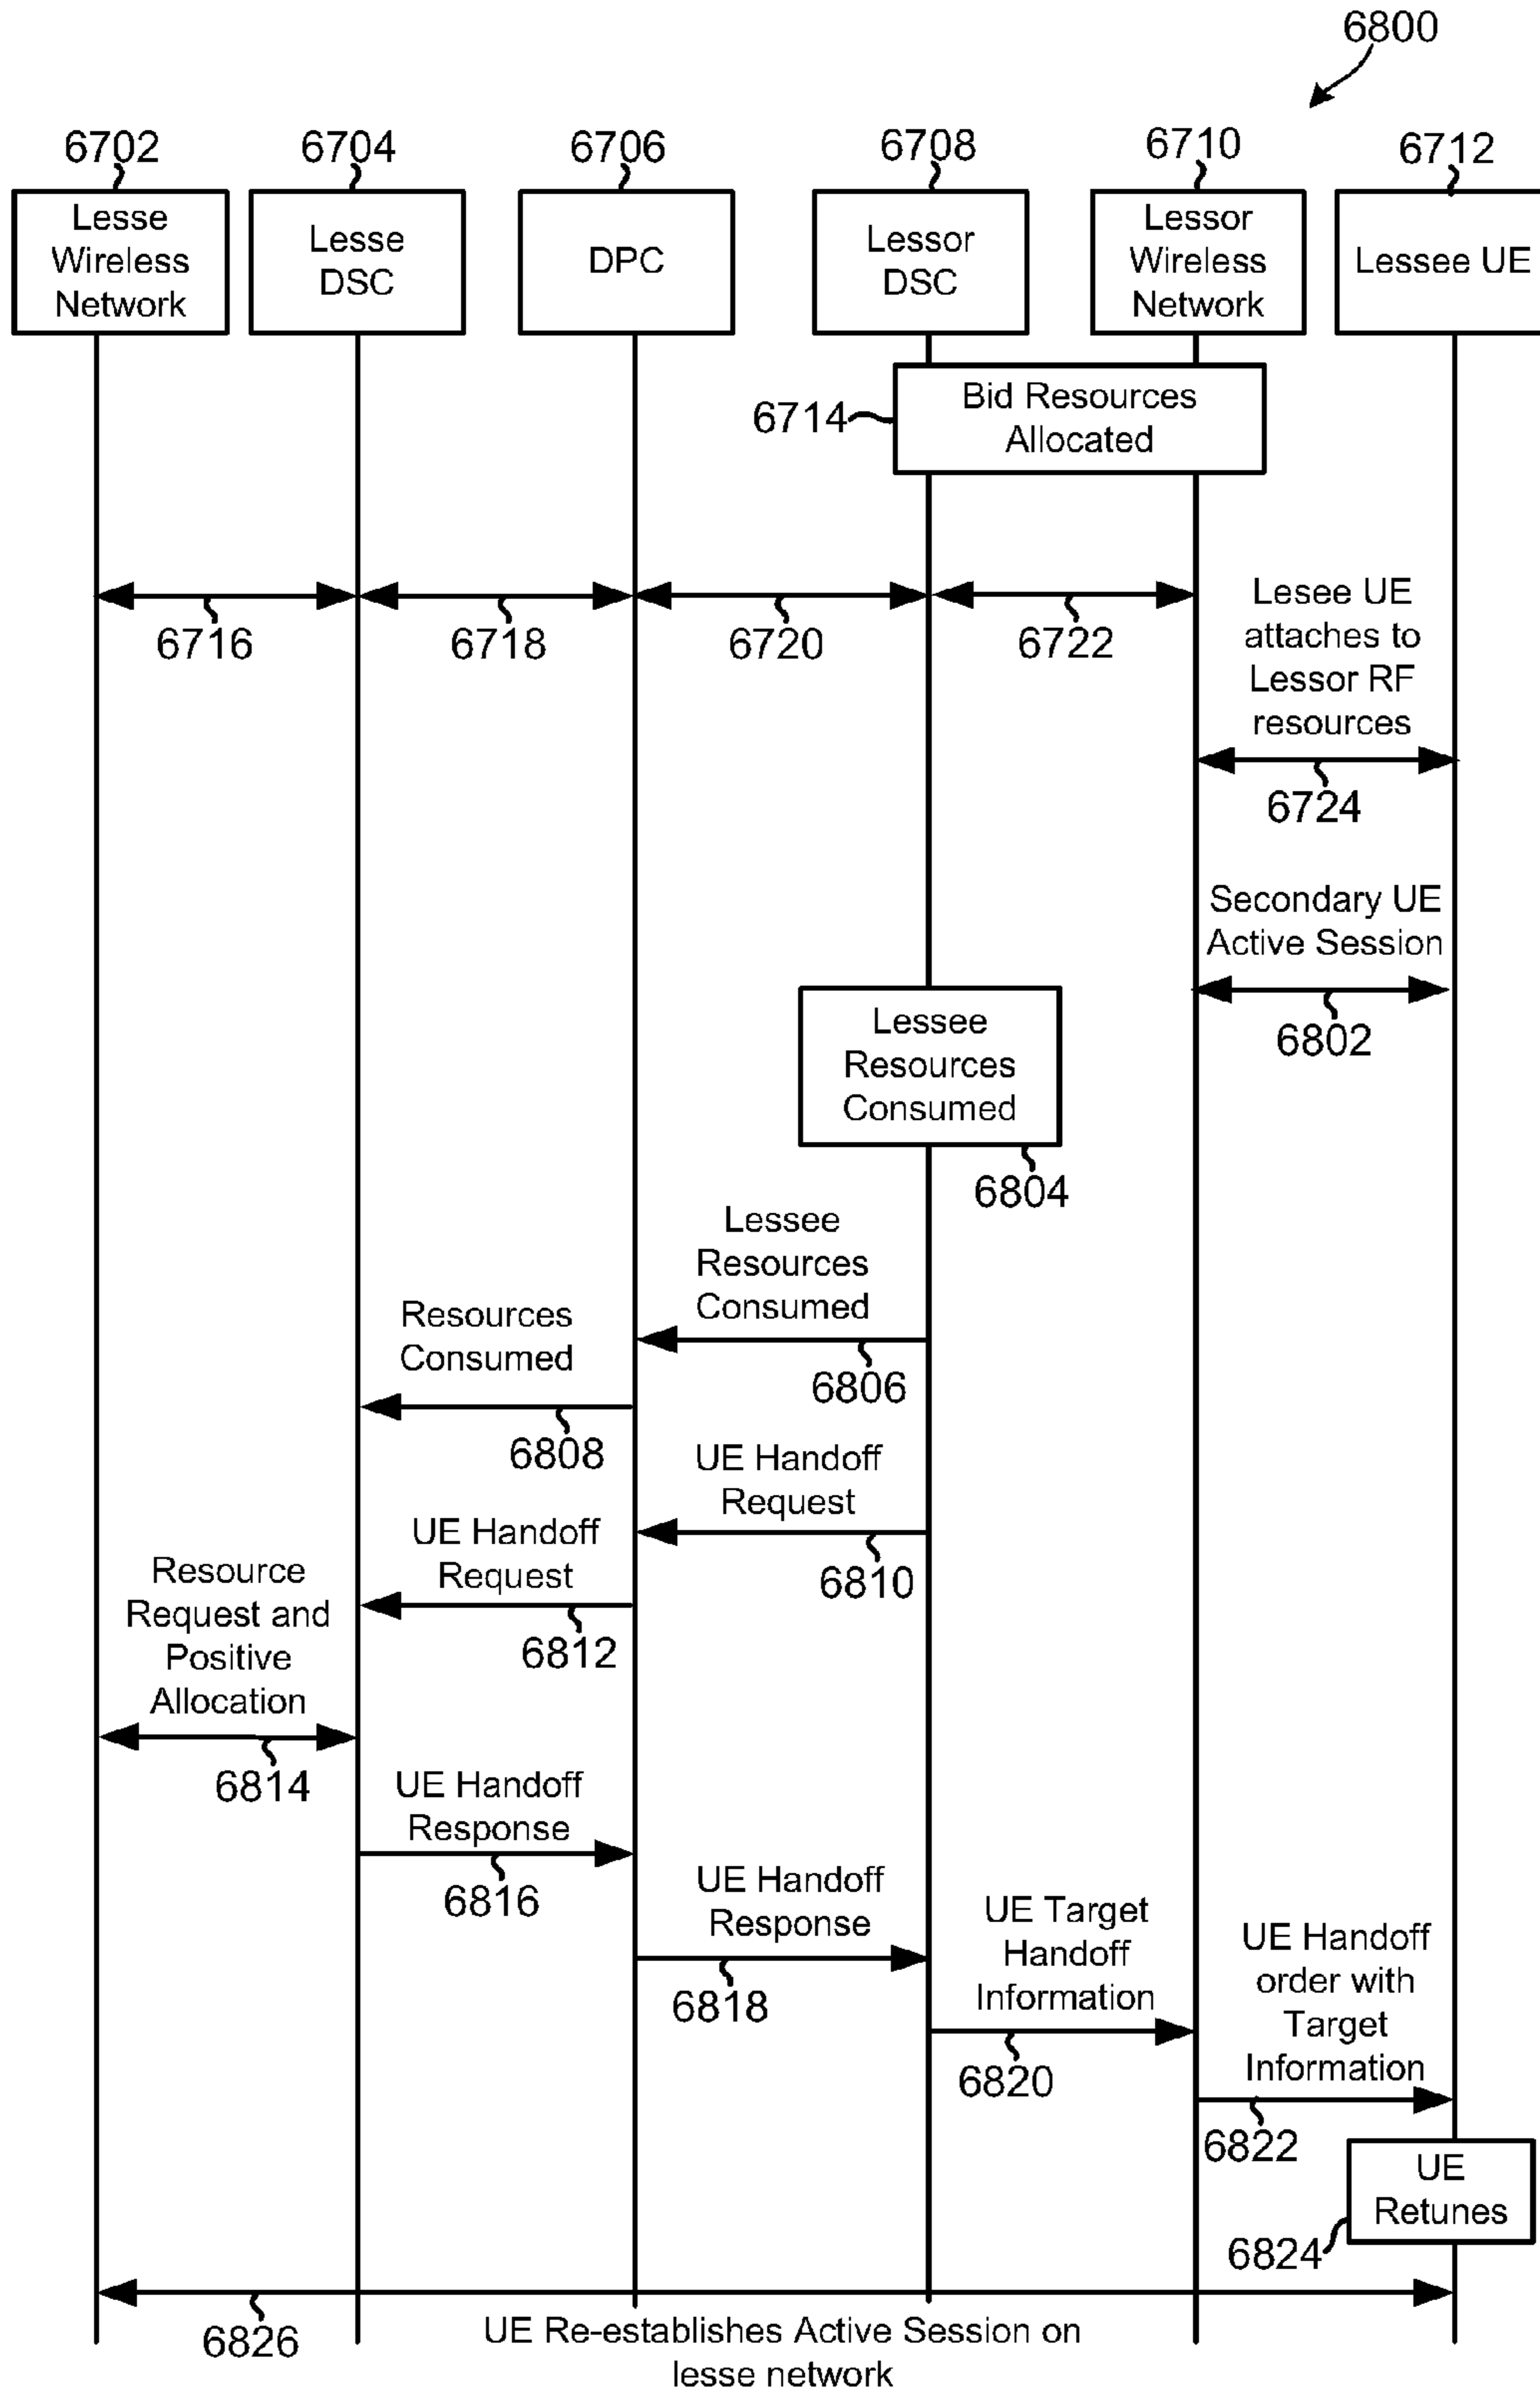 6800
6702
6704
6706
6708
6710
6712
Lesse
Wireless
Network
Lesse
DSC
DPC
Lessor
DSC
Lessor
Wireless
Network
Lessee UE
6714
Bid Resources
Allocated
6716
6718
6720
6722
Lesee UE
attaches to
Lessor RF
resources
6724
Secondary UE
Active Session
6802
Lessee
Resources
Consumed
6804
Lessee
Resources
Consumed
6806
Resources
Consumed
6808
UE Handoff
Request
6810
UE Handoff
Request
6812
Resource
Request and
Positive
Allocation
6814
UE Handoff
Response
6816
UE Handoff
Response
6818
UE Target
Handoff
Information
6820
UE Handoff
order with
Target
Information
6822
UE
Retunes
6824
6826
UE Re-establishes Active Session on
lesse network